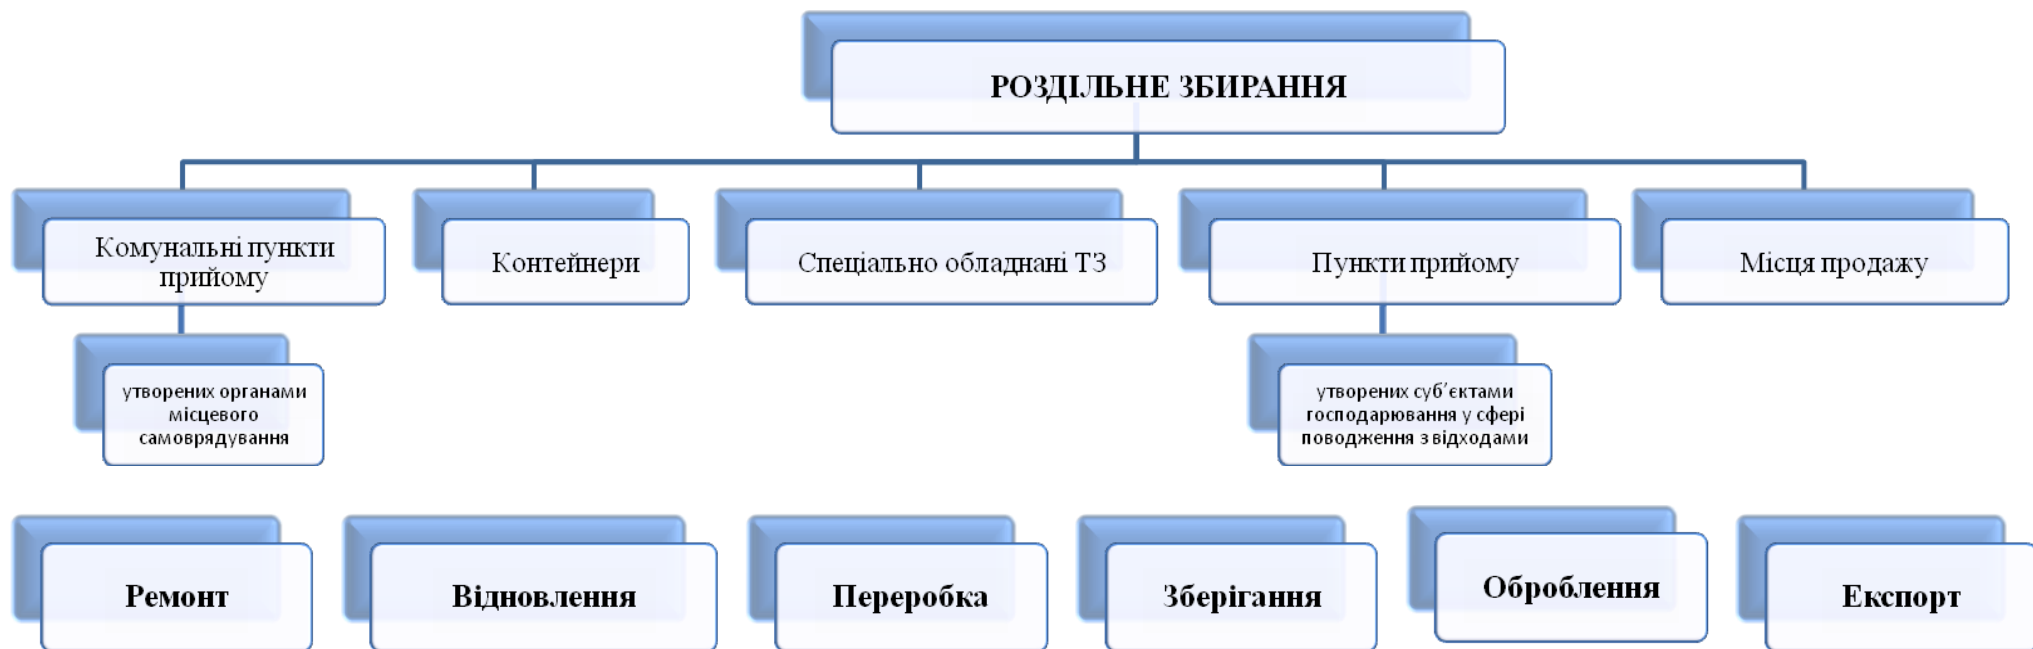 РОЗДІЛЬНЕ ЗБИРАННЯ
Комунальні пункти
прийому
Контейнери
Спеціально обладнані ТЗ
Пункти прийому
Місця продажу
утворених органами
місцевого
самоврядування
утворених суб’єктами
господарювання у сфері
поводження з відходами
Ремонт
Відновлення
Переробка
Зберігання
Оброблення
Експорт